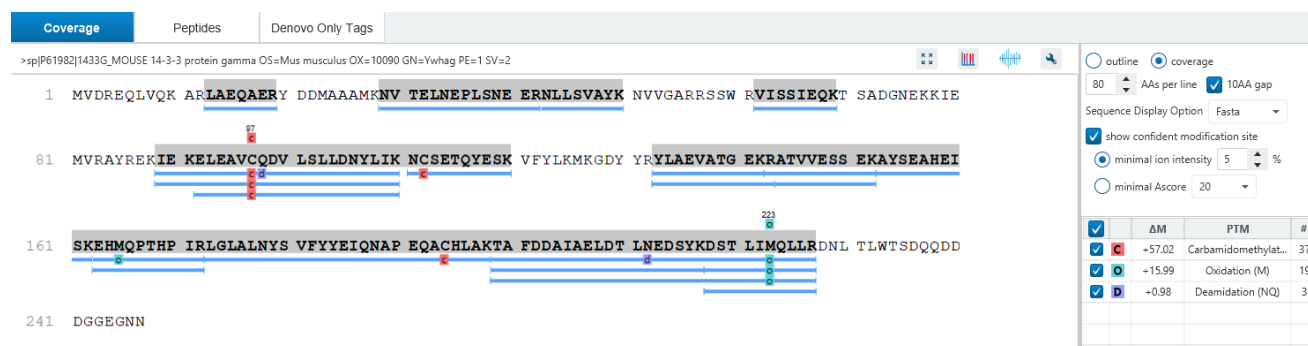 Coverage Peptides Denovo Only Tags
>sp|P61982|1433G_MOUSE 14-3-3 protein gamma OS=Mus musculus OX=10090 GN=Ywhag PE=1 SV=2
outline coverage
80 AAs per line 10AA gap
Sequence Display Option Fasta
show confident modification site
minimal ion intensity 5 %
minimal Ascore 20
ΔM PTM #
C +57.02 Carbamidomethylat... 37
O +15.99 Oxidation (M) 19
D +0.98 Deamidation (NQ) 3
1 MVDREQLVQK ARLAEQAERY DDMAAAMKNV TELNEPLSNE ERNLLSVAYK NVVGARRSSW RVISSIEQKT SADGNEKKIE
97
c
81 MVRAYREKIE KELEAVCQDV LSLLDNYLIK NCSETQYESK VFYLKMKGDY YRYLAEVATG EKRATVVESS EKAYSEAHEI
c d c
c
c
223
o
161 SKEHMQPTHP IRLGLALNYS VFYYEIQNAP EQACHLAKTA FDDAIAELDT LNEDSYKDST LIMQLLRDNL TLWTSDQQDD
o c d o
o
o
241 DGGEGNN